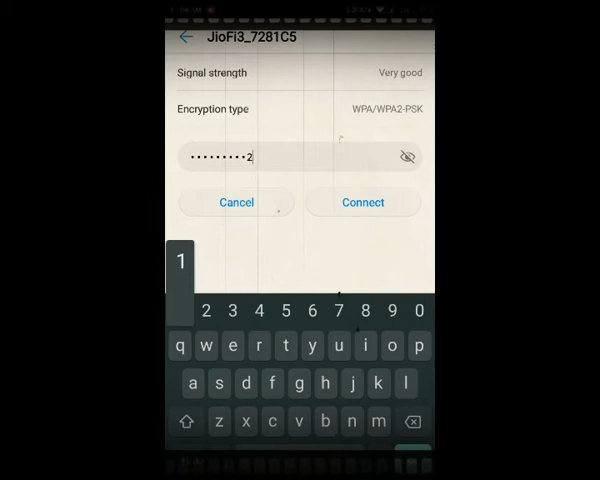 JioFi3_7281C5
Signal strength Very good
Encryption type WPA/WPA2-PSK
•••••••••2
Cancel Connect
1
2 3 4 5 6 7 8 9 0
q w e r t y u i o p
a s d f g h j k l
z x c v b n m